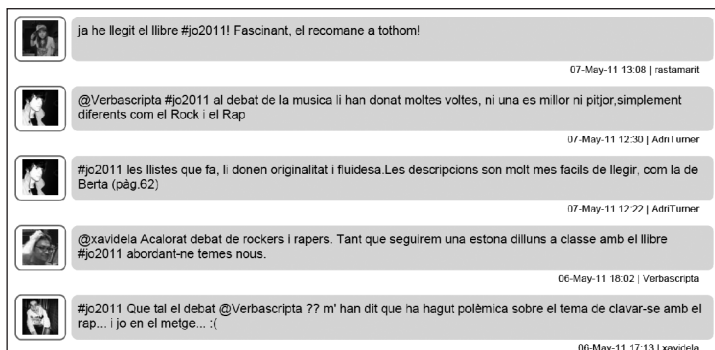 ja he llegit el llibre #jo2011! Fascinant, el recomane a tothom!
07-May-11 13:08 | rastamarit
@Verbascripta #jo2011 al debat de la musica li han donat moltes voltes, ni una es millor ni pitjor,simplement
diferents com el Rock i el Rap
07-May-11 12:30 | AdriTurner
#jo2011 les llistes que fa, li donen originalitat i fluidesa.Les descripcions son molt mes facils de llegir, com la de
Berta (pàg.62)
07-May-11 12:22 | AdriTurner
@xavidela Acalorat debat de rockers i rapers. Tant que seguirem una estona dilluns a classe amb el llibre
#jo2011 abordant-ne temes nous.
06-May-11 18:02 | Verbascripta
#jo2011 Que tal el debat @Verbascripta ?? m' han dit que ha hagut polèmica sobre el tema de clavar-se amb el
rap... i jo en el metge... :(
06-May-11 17:13 | xavidela